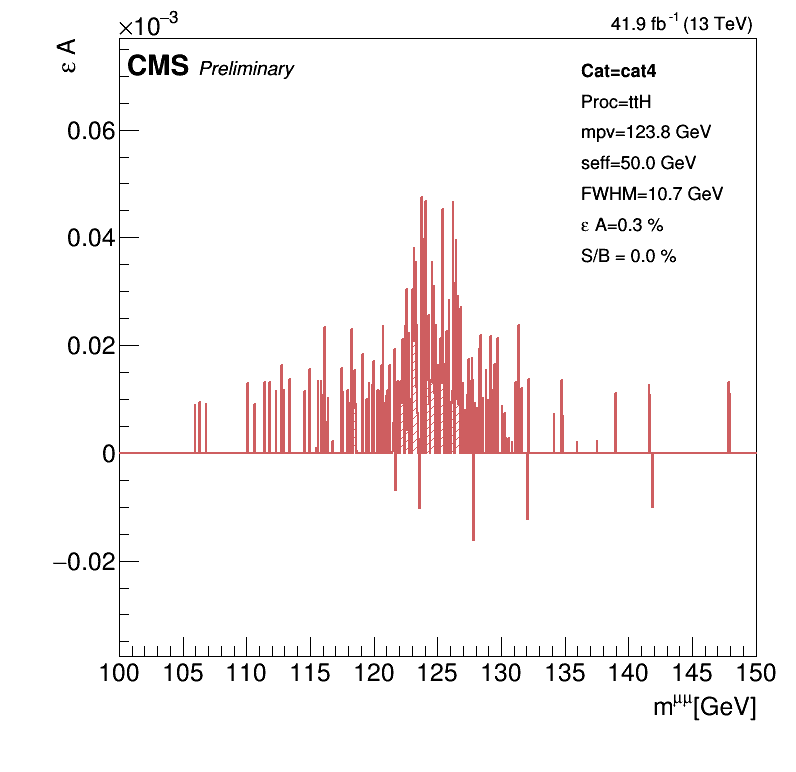 ×10⁻³
41.9 fb⁻¹ (13 TeV)
ε A
CMS Preliminary
Cat=cat4
Proc=ttH
mpv=123.8 GeV
seff=50.0 GeV
FWHM=10.7 GeV
ε A=0.3 %
S/B = 0.0 %
0.06
0.04
0.02
0
−0.02
100 105 110 115 120 125 130 135 140 145 150
m^μμ[GeV]